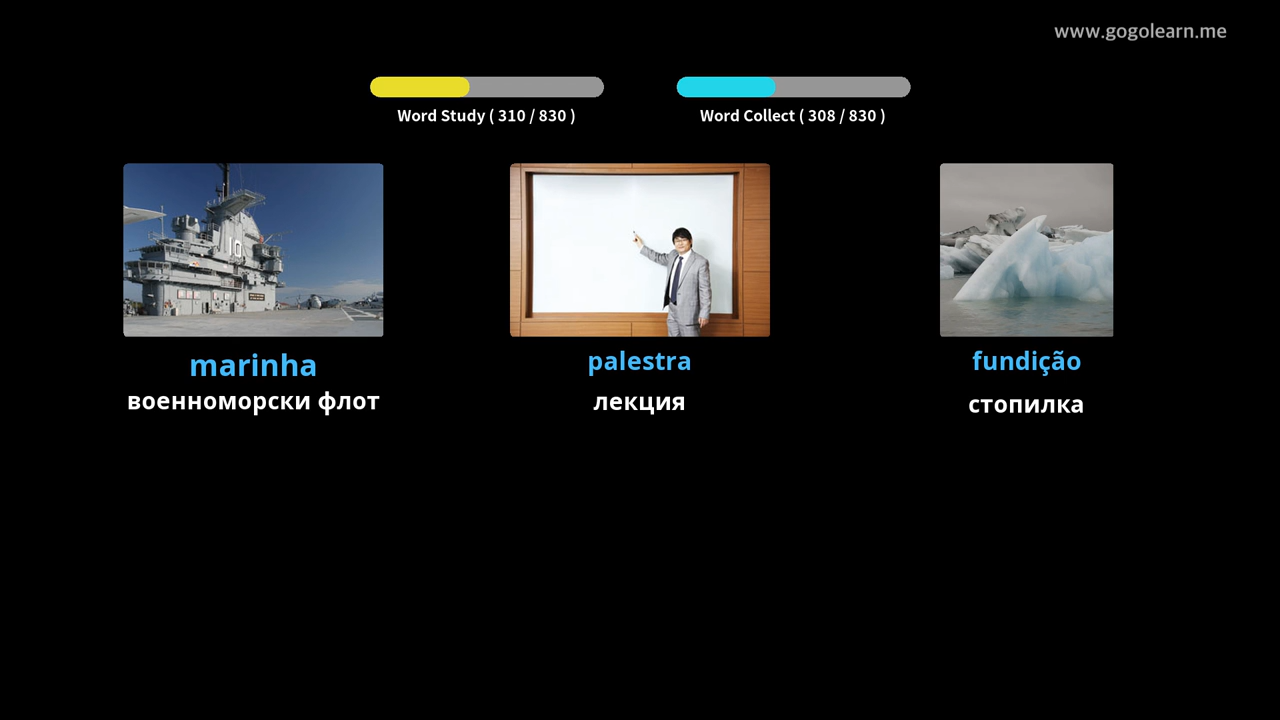 www.gogolearn.me
Word Study ( 310 / 830 )
Word Collect ( 308 / 830 )
marinha
военноморски флот
palestra
лекция
fundição
стопилка